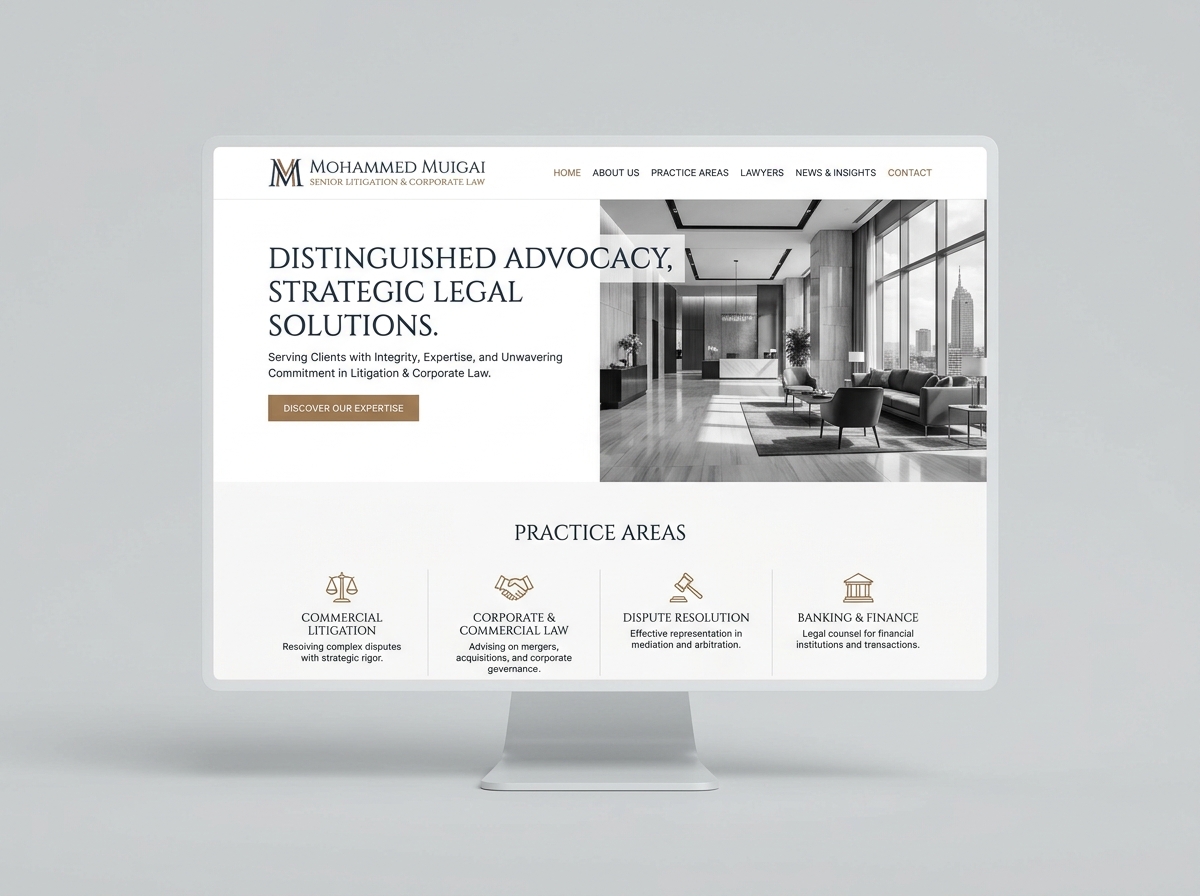 MM
MOHAMMED MUIGAI
SENIOR LITIGATION & CORPORATE LAW
HOME ABOUT US PRACTICE AREAS LAWYERS NEWS & INSIGHTS CONTACT
DISTINGUISHED ADVOCACY,
STRATEGIC LEGAL
SOLUTIONS.
Serving Clients with Integrity, Expertise, and Unwavering
Commitment in Litigation & Corporate Law.
DISCOVER OUR EXPERTISE
PRACTICE AREAS
COMMERCIAL
LITIGATION
Resolving complex disputes
with strategic rigor.
CORPORATE &
COMMERCIAL LAW
Advising on mergers,
acquisitions, and corporate
governance.
DISPUTE RESOLUTION
Effective representation in
mediation and arbitration.
BANKING & FINANCE
Legal counsel for financial
institutions and transactions.